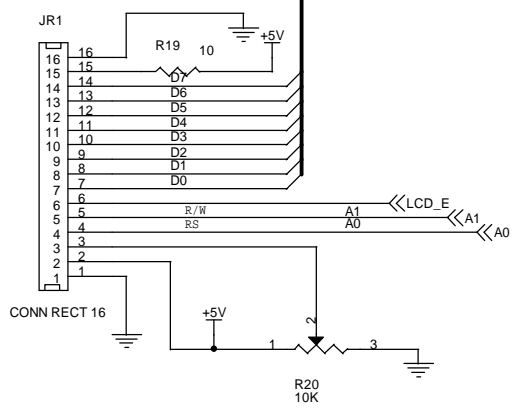 JR1
R19 10 +5V
16 16
15 15
14 14 D7
13 13 D6
12 12 D5
11 11 D4
10 10 D3
9 9 D2
8 8 D1
7 7 D0
6 6 LCD_E
5 5 R/W A1 A1
4 4 RS A0 A0
3 3
2 2
1 1
CONN RECT 16
+5V
2
1 3
R20
10K